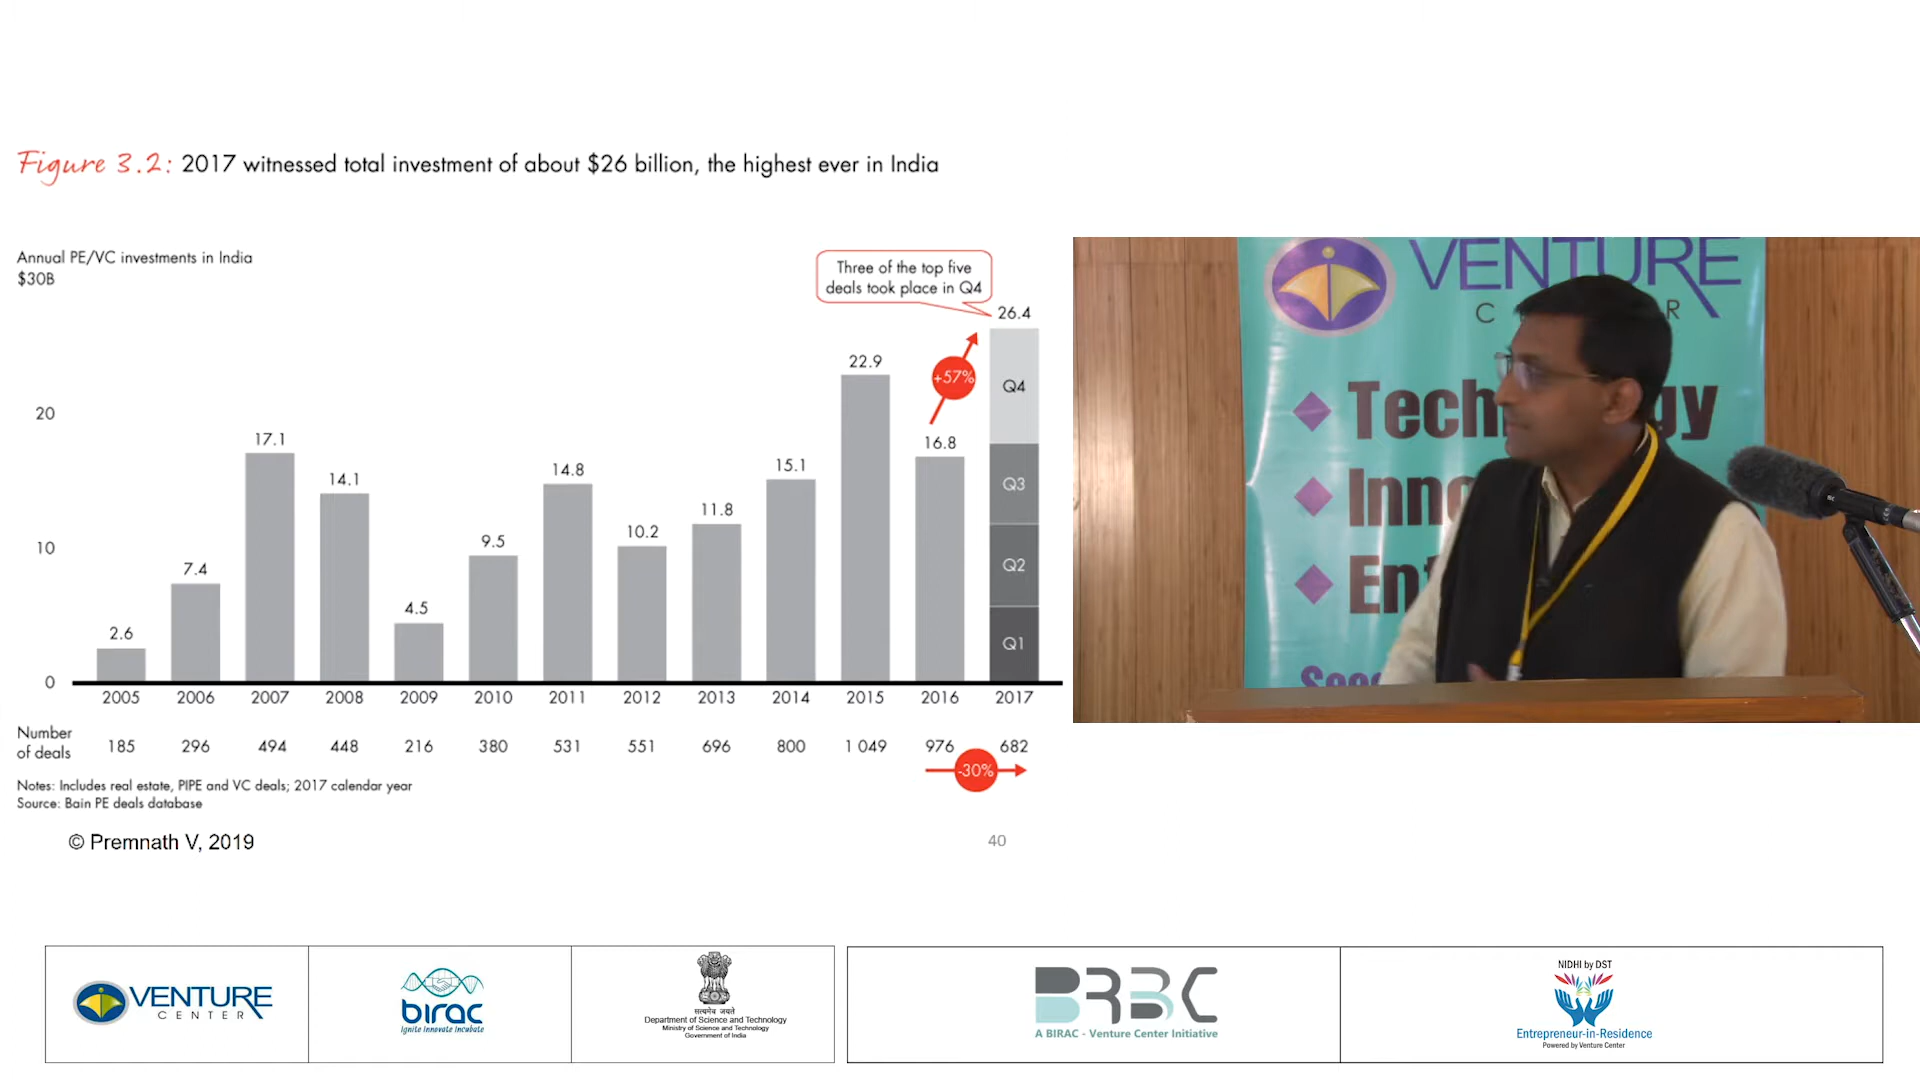 Figure 3.2: 2017 witnessed total investment of about $26 billion, the highest ever in India
Annual PE/VC investments in India
$30B
20
10
0
Three of the top five
deals took place in Q4
2.6
7.4
17.1
14.1
4.5
9.5
14.8
10.2
11.8
15.1
22.9
16.8
26.4
+57%
Q4
Q3
Q2
Q1
2005 2006 2007 2008 2009 2010 2011 2012 2013 2014 2015 2016 2017
Number
of deals
185 296 494 448 216 380 531 551 696 800 1 049 976 682
-30%
Notes: Includes real estate, PIPE and VC deals; 2017 calendar year
Source: Bain PE deals database
© Premnath V, 2019
40
VENTURE
VENTURE
CENTER
birac
Ignite Innovate Incubate
सत्यमेव जयते
Department of Science and Technology
Ministry of Science and Technology
Government of India
BRBC
A BIRAC - Venture Center Initiative
NIDHI by DST
Entrepreneur-in-Residence
Powered by Venture Center